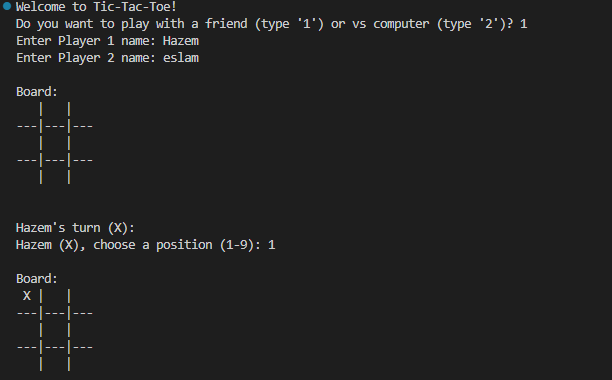 Welcome to Tic-Tac-Toe!
Do you want to play with a friend (type '1') or vs computer (type '2')? 1
Enter Player 1 name: Hazem
Enter Player 2 name: eslam

Board:
   |   |
---|---|---
   |   |
---|---|---
   |   |


Hazem's turn (X):
Hazem (X), choose a position (1-9): 1

Board:
 X |   |
---|---|---
   |   |
---|---|---
   |   |